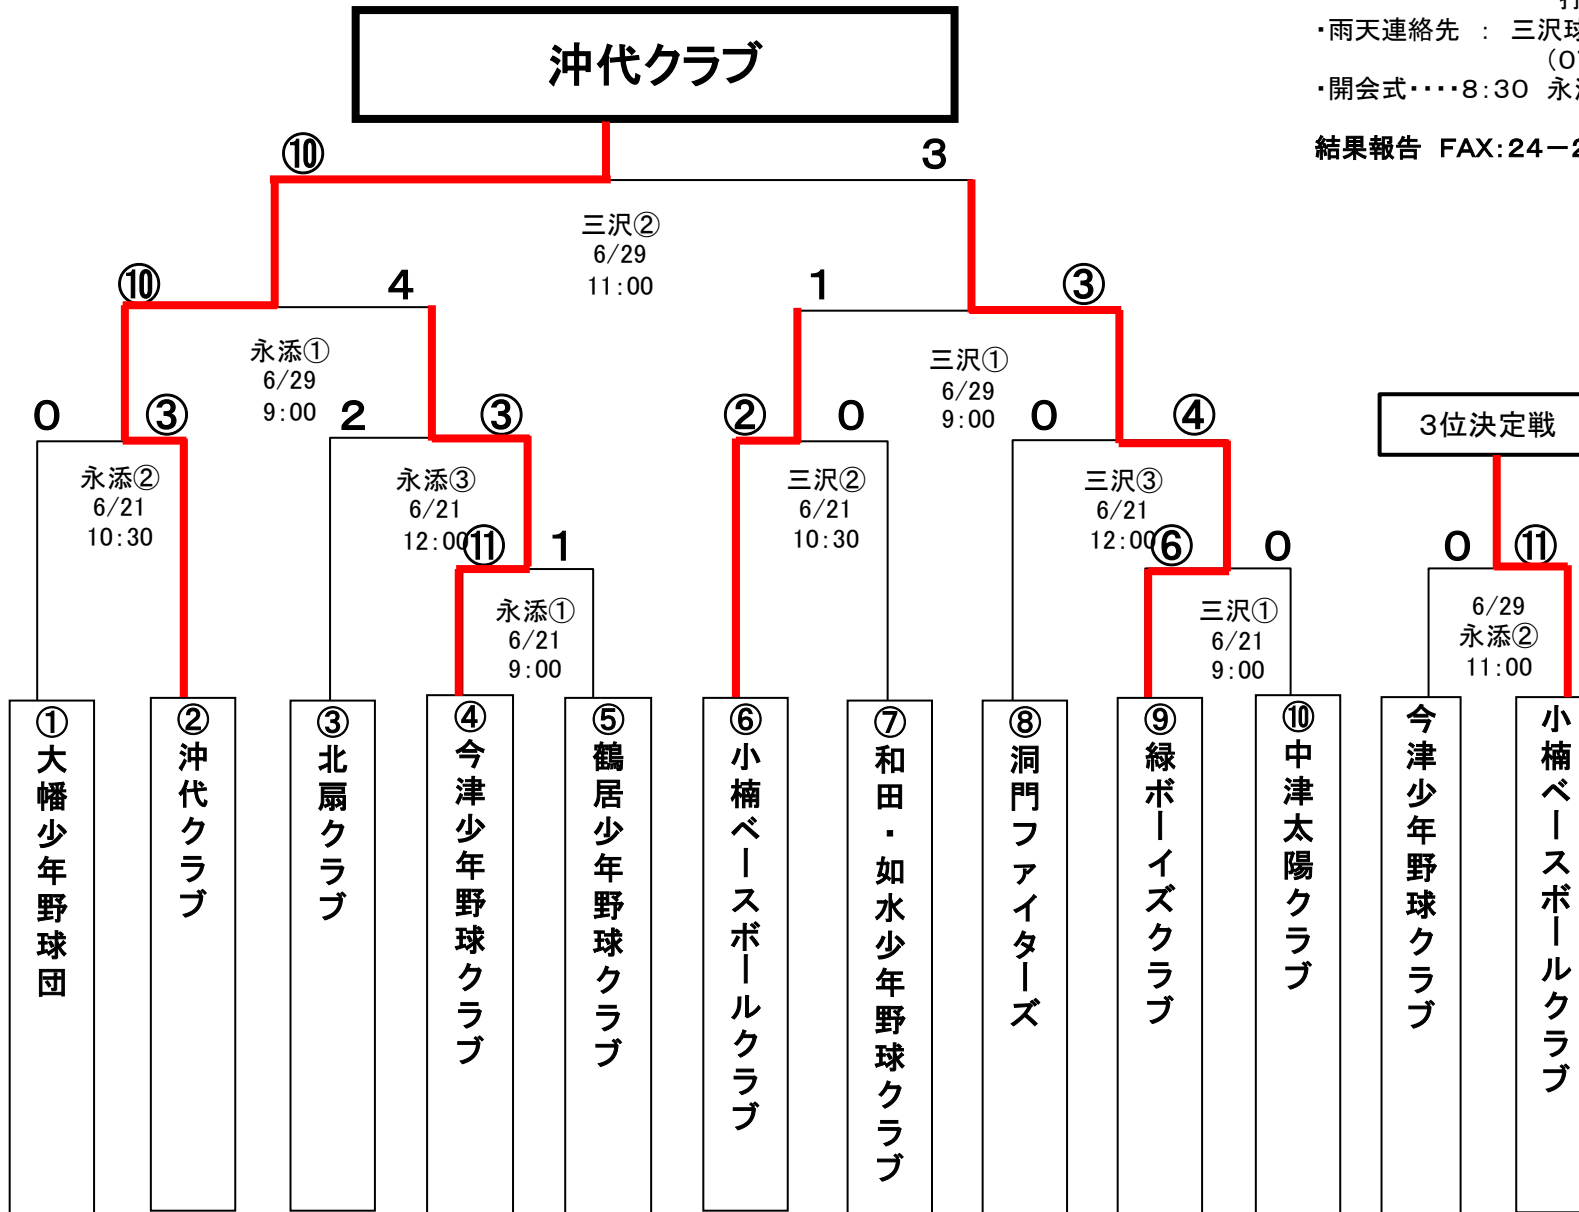 沖代クラブ
・雨天連絡先 ： 三沢球
・開会式････8:30 永
結果報告 FAX:24－
⑩
3
三沢②
6/29
11:00
⑩
4
1
③
永添①
6/29
9:00
三沢①
6/29
9:00
0
③
2
③
②
0
0
④
3位決定戦
永添②
6/21
10:30
永添③
6/21
12:00
三沢②
6/21
10:30
三沢③
6/21
12:00
⑪
1
⑥
0
0
⑪
永添①
6/21
9:00
三沢①
6/21
9:00
6/29
永添②
11:00
①大幡少年野球団
②沖代クラブ
③北扇クラブ
④今津少年野球クラブ
⑤鶴居少年野球クラブ
⑥小楠ベースボールクラブ
⑦和田・如水少年野球クラブ
⑧洞門ファイターズ
⑨緑ボーイズクラブ
⑩中津太陽クラブ
今津少年野球クラブ
小楠ベースボールクラブ